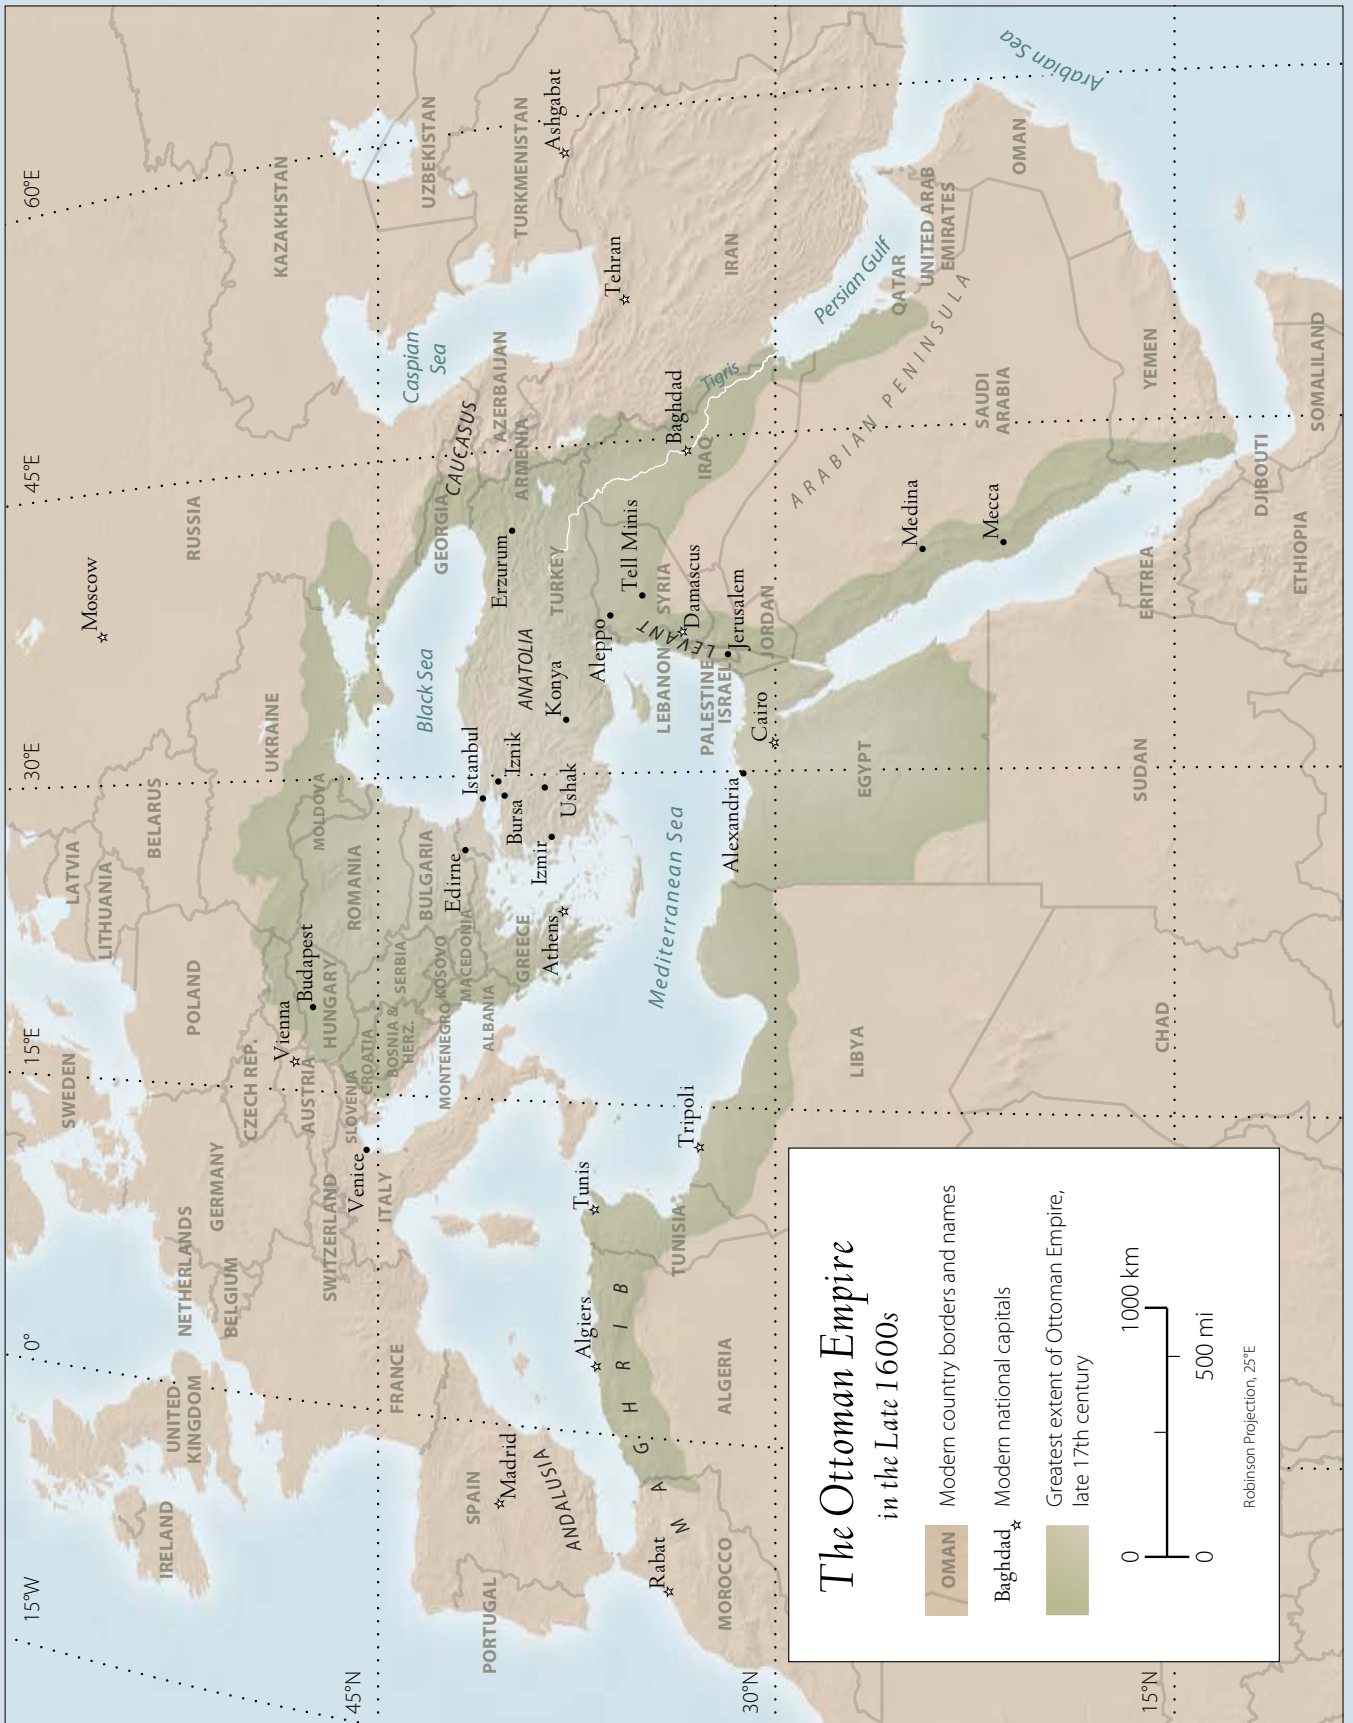 The Ottoman Empire
in the Late 1600s
OMAN
Modern country borders and names
Baghdad
Modern national capitals
Greatest extent of Ottoman Empire,
late 17th century
0
1000 km
0
500 mi
Robinson Projection, 25°E
15°W
0°
15°E
30°E
45°E
60°E
45°N
30°N
15°N
IRELAND
UNITED
KINGDOM
NETHERLANDS
BELGIUM
GERMANY
SWEDEN
LATVIA
LITHUANIA
BELARUS
POLAND
CZECH REP.
Moscow
RUSSIA
KAZAKHSTAN
UKRAINE
MOLDOVA
Vienna
Budapest
AUSTRIA
HUNGARY
SWITZERLAND
SLOVENIA
CROATIA
FRANCE
Venice
ITALY
BOSNIA &
HERZ.
SERBIA
ROMANIA
MONTENEGRO
KOSOVO
BULGARIA
MACEDONIA
ALBANIA
Edirne
GREECE
Athens
PORTUGAL
SPAIN
Madrid
ANDALUSIA
Black Sea
Caspian
Sea
GEORGIA
CAUCASUS
AZERBAIJAN
ARMENIA
UZBEKISTAN
TURKMENISTAN
Ashgabat
Istanbul
Iznik
Bursa
Izmir
Ushak
ANATOLIA
Konya
Erzurum
TURKEY
Tehran
IRAN
Aleppo
Tell Minis
SYRIA
LEVANT
Damascus
LEBANON
PALESTINE
ISRAEL
Jerusalem
JORDAN
Baghdad
Tigris
IRAQ
Mediterranean Sea
Rabat
MOROCCO
MAGHRIB
Algiers
ALGERIA
Tunis
TUNISIA
Tripoli
LIBYA
Alexandria
Cairo
EGYPT
Persian Gulf
QATAR
UNITED ARAB
EMIRATES
ARABIAN PENINSULA
Medina
Mecca
SAUDI
ARABIA
OMAN
Arabian Sea
Arabian Sea
YEMEN
CHAD
SUDAN
ERITREA
DJIBOUTI
ETHIOPIA
SOMALILAND